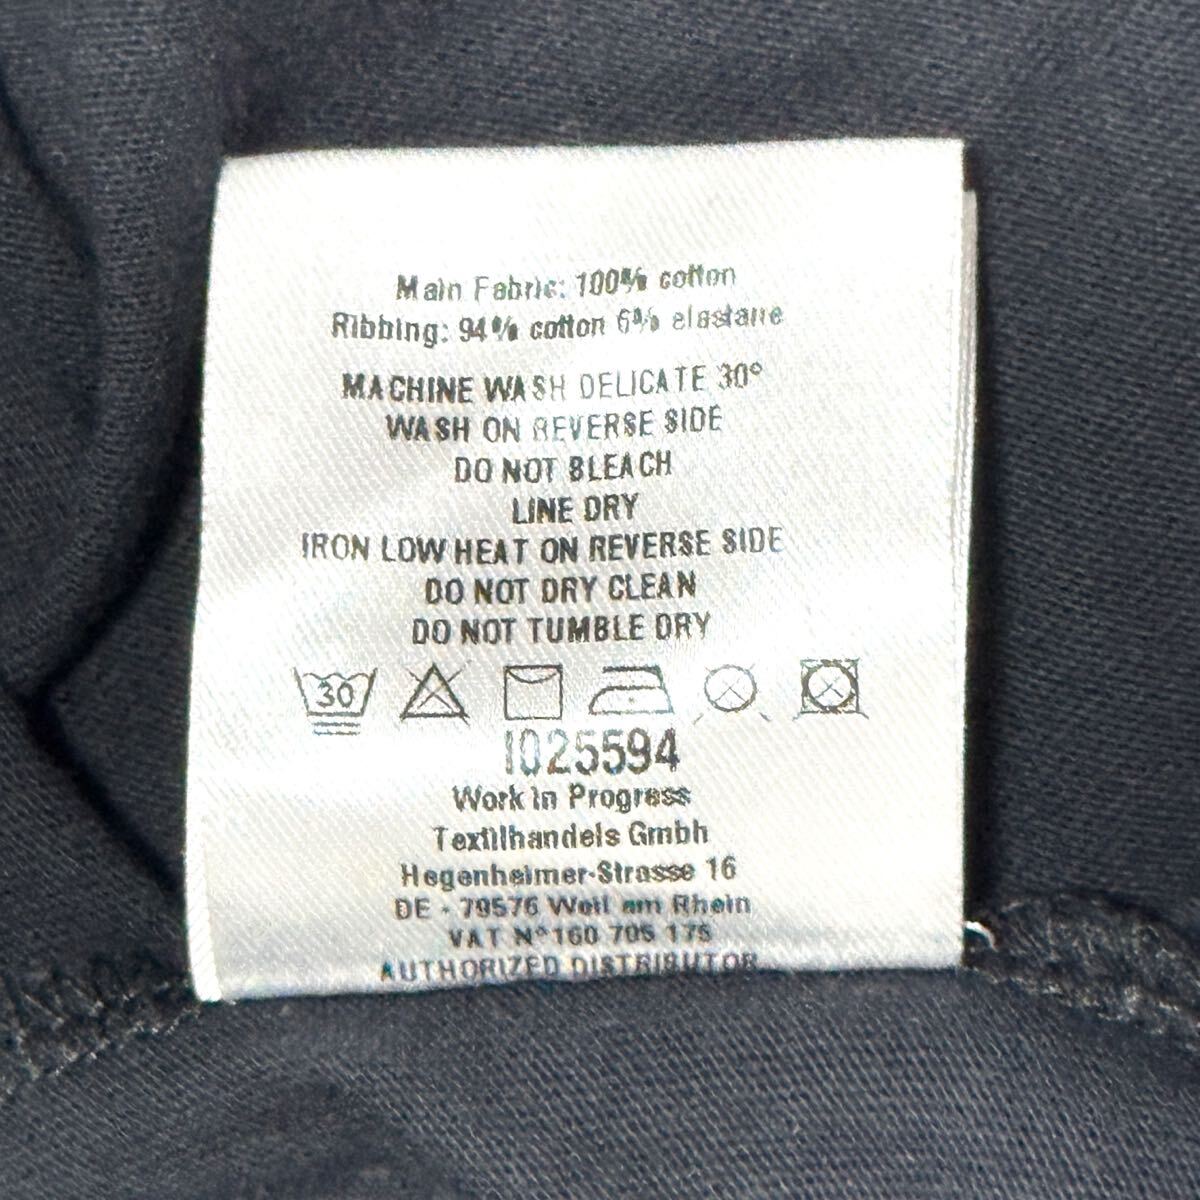 Main Fabric: 100% cotton
Ribbing: 94% cotton 6% elastane
MACHINE WASH DELICATE 30°
WASH ON REVERSE SIDE
DO NOT BLEACH
LINE DRY
IRON LOW HEAT ON REVERSE SIDE
DO NOT DRY CLEAN
DO NOT TUMBLE DRY
30
I025594
Work in Progress
Textilhandels Gmbh
Hegenheimer-Strasse 16
DE - 79576 Weil am Rhein
VAT N°160 705 175
AUTHORIZED DISTRIBUTOR